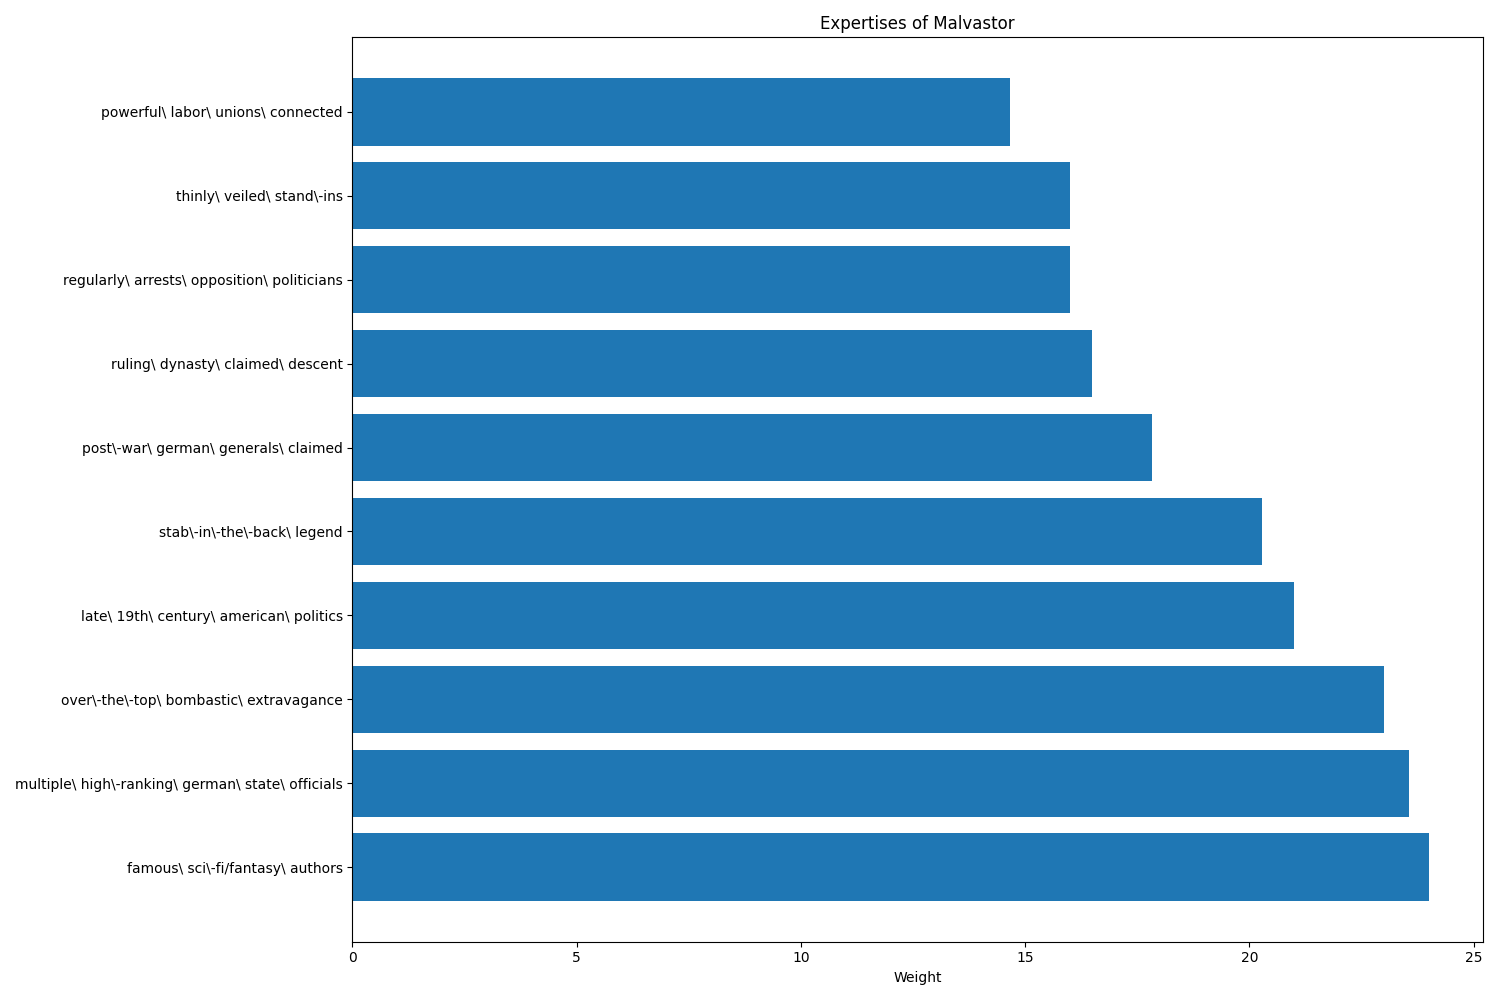 Expertises of Malvastor
powerful\ labor\ unions\ connected
thinly\ veiled\ stand\-ins
regularly\ arrests\ opposition\ politicians
ruling\ dynasty\ claimed\ descent
post\-war\ german\ generals\ claimed
stab\-in\-the\-back\ legend
late\ 19th\ century\ american\ politics
over\-the\-top\ bombastic\ extravagance
multiple\ high\-ranking\ german\ state\ officials
famous\ sci\-fi/fantasy\ authors
0 5 10 15 20 25
Weight